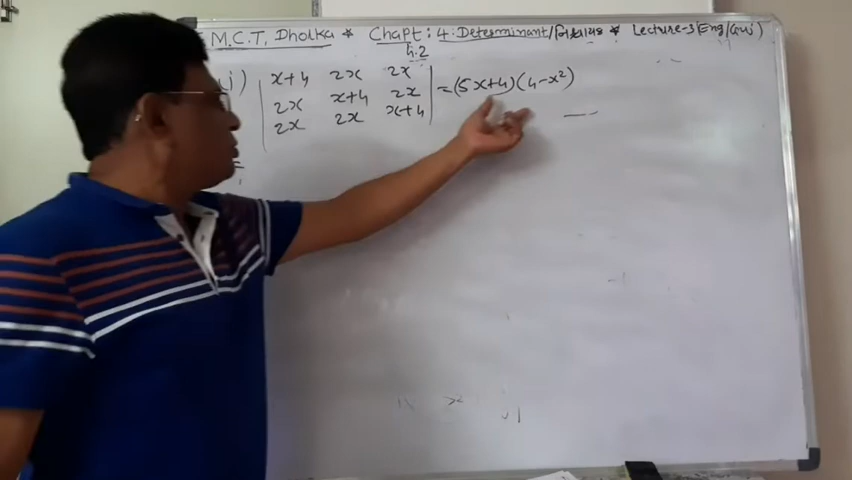 M.C.T, Dholka * Chapt: 4. Determinant/ * Lecture-3(Eng/Guj)
4.2
i) | x+4 2x 2x |
| 2x x+4 2x | = (5x+4)(4-x²)
| 2x 2x x+4 |